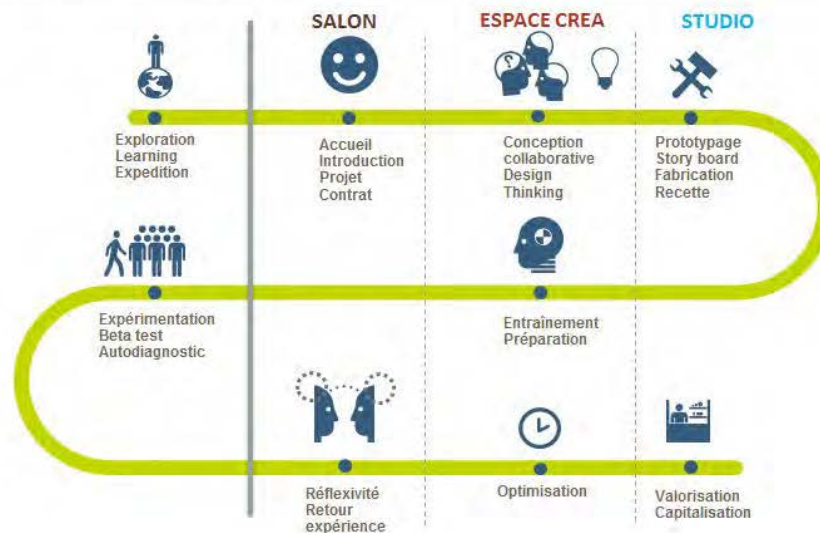 SALON
ESPACE CREA
STUDIO
Exploration
Learning
Expedition
Accueil
Introduction
Projet
Contrat
?
Conception
collaborative
Design
Thinking
Prototypage
Story board
Fabrication
Recette
Expérimentation
Beta test
Autodiagnostic
Entraînement
Préparation
Réflexivité
Retour
expérience
Optimisation
Valorisation
Capitalisation